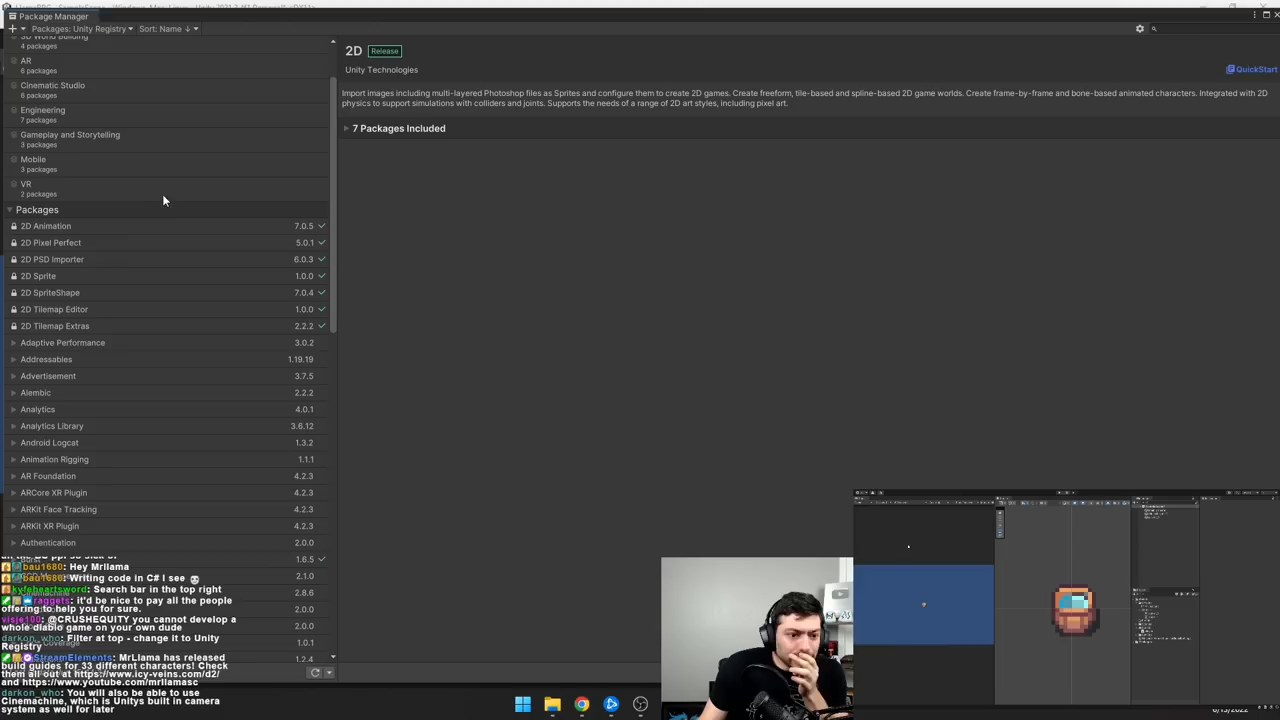 Package Manager
Packages: Unity Registry
Sort: Name ↓
3D World Building
4 packages
AR
6 packages
Cinematic Studio
6 packages
Engineering
7 packages
Gameplay and Storytelling
3 packages
Mobile
3 packages
VR
2 packages
Packages
2D Animation 7.0.5
2D Pixel Perfect 5.0.1
2D PSD Importer 6.0.3
2D Sprite 1.0.0
2D SpriteShape 7.0.4
2D Tilemap Editor 1.0.0
2D Tilemap Extras 2.2.2
Adaptive Performance 3.0.2
Addressables 1.19.19
Advertisement 3.7.5
Alembic 2.2.2
Analytics 4.0.1
Analytics Library 3.6.12
Android Logcat 1.3.2
Animation Rigging 1.1.1
AR Foundation 4.2.3
ARCore XR Plugin 4.2.3
ARKit Face Tracking 4.2.3
ARKit XR Plugin 4.2.3
Authentication 2.0.0
1.6.5
2.1.0
2.8.6
2.0.0
2.0.0
1.0.1
1.2.4
2D Release
Unity Technologies
QuickStart
Import images including multi-layered Photoshop files as Sprites and configure them to create 2D games. Create freeform, tile-based and spline-based 2D game worlds. Create frame-by-frame and bone-based animated characters. Integrated with 2D
physics to support simulations with colliders and joints. Supports the needs of a range of 2D art styles, including pixel art.
7 Packages Included
bau1680: Hey Mrllama
bau1680: Writing code in C# I see
kyfeheartsword: Search bar in the top right
raggets: it'd be nice to pay all the people
offering to help you for sure.
visje100: @CRUSHEQUITY you cannot develop a
whole diablo game on your own dude
darkon_who: Filter at top - change it to Unity
Registry
StreamElements: MrLlama has released
build guides for 33 different characters! Check
them all out at https://www.icy-veins.com/d2/
and https://www.youtube.com/mrllamasc
darkon_who: You will also be able to use
Cinemachine, which is Unitys built in camera
system as well for later
6/15/2022